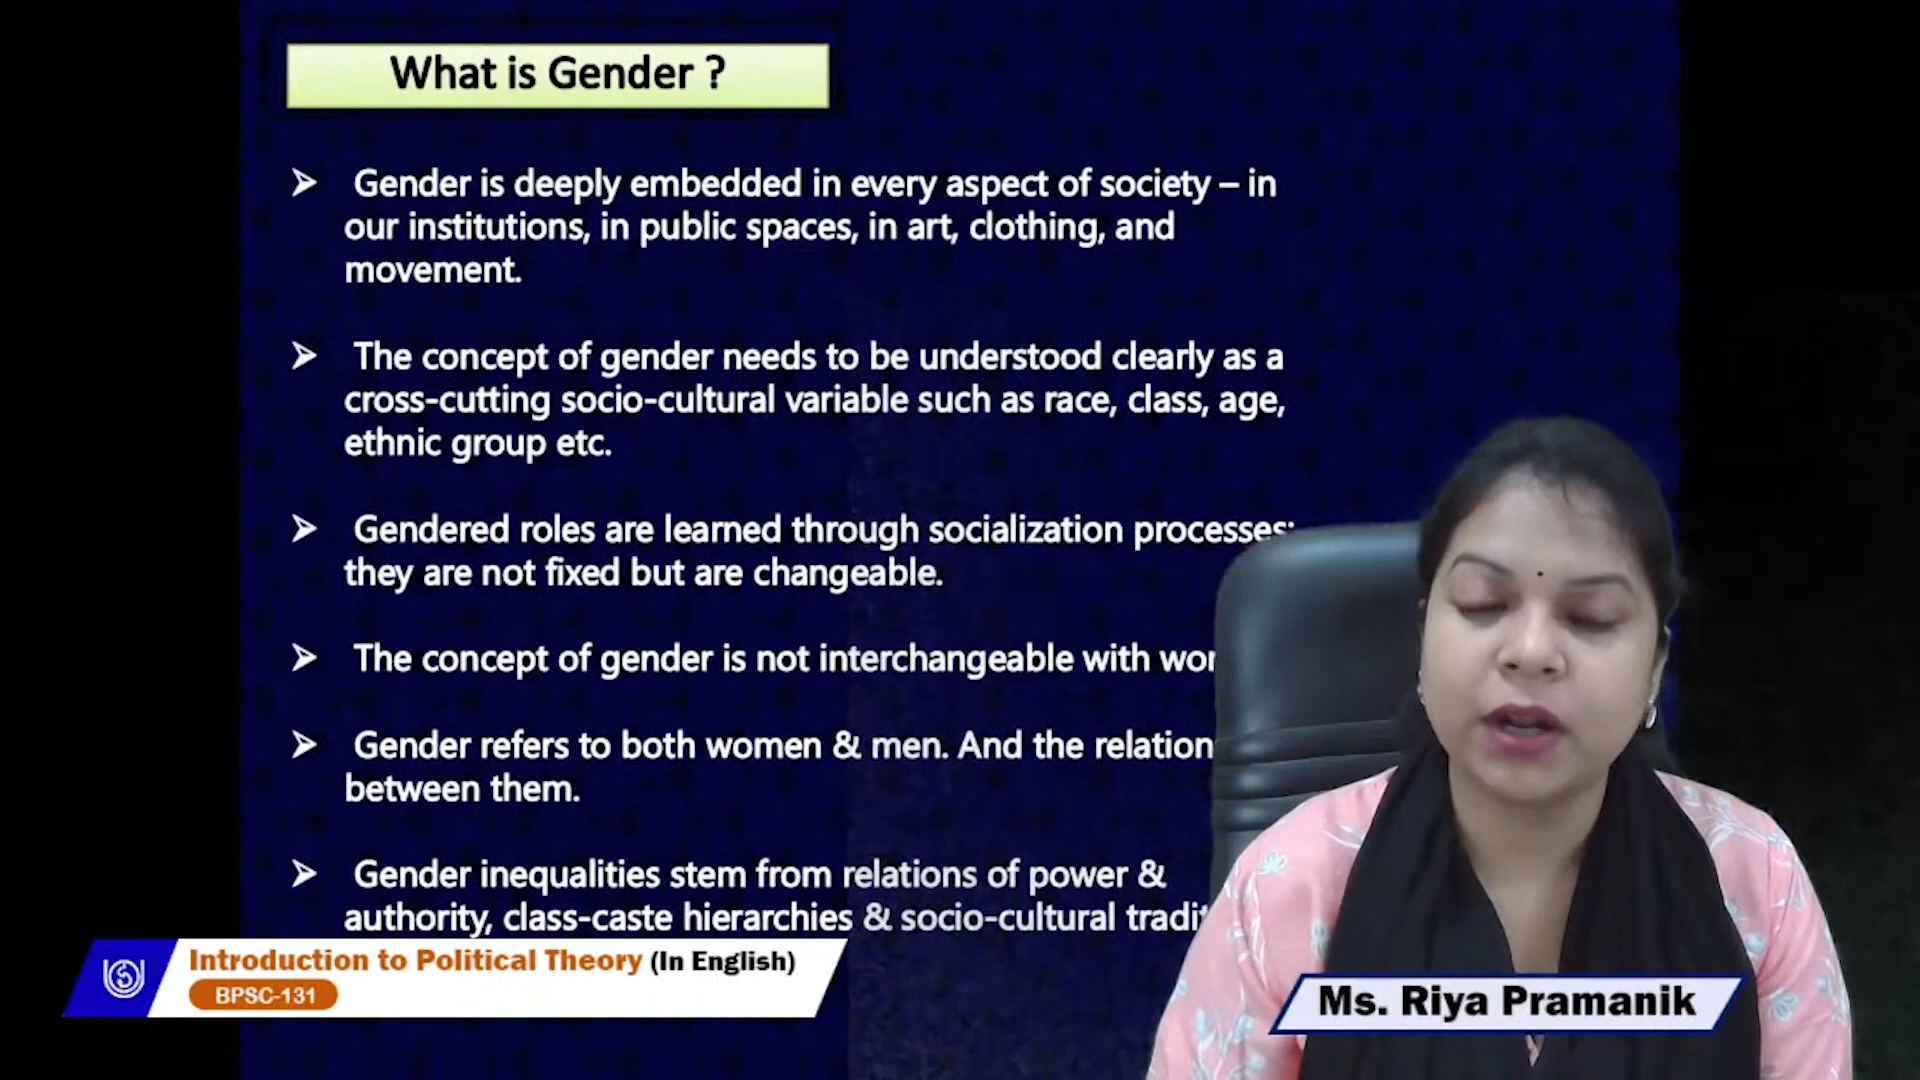 What is Gender ?
➢ Gender is deeply embedded in every aspect of society – in
our institutions, in public spaces, in art, clothing, and
movement.
➢ The concept of gender needs to be understood clearly as a
cross-cutting socio-cultural variable such as race, class, age,
ethnic group etc.
➢ Gendered roles are learned through socialization processes;
they are not fixed but are changeable.
➢ The concept of gender is not interchangeable with
➢ Gender refers to both women & men. And the
between them.
➢ Gender inequalities stem from relations of power &
authority, class-caste hierarchies & socio-cultural
Introduction to Political Theory (In English)
BPSC-131
Ms. Riya Pramanik